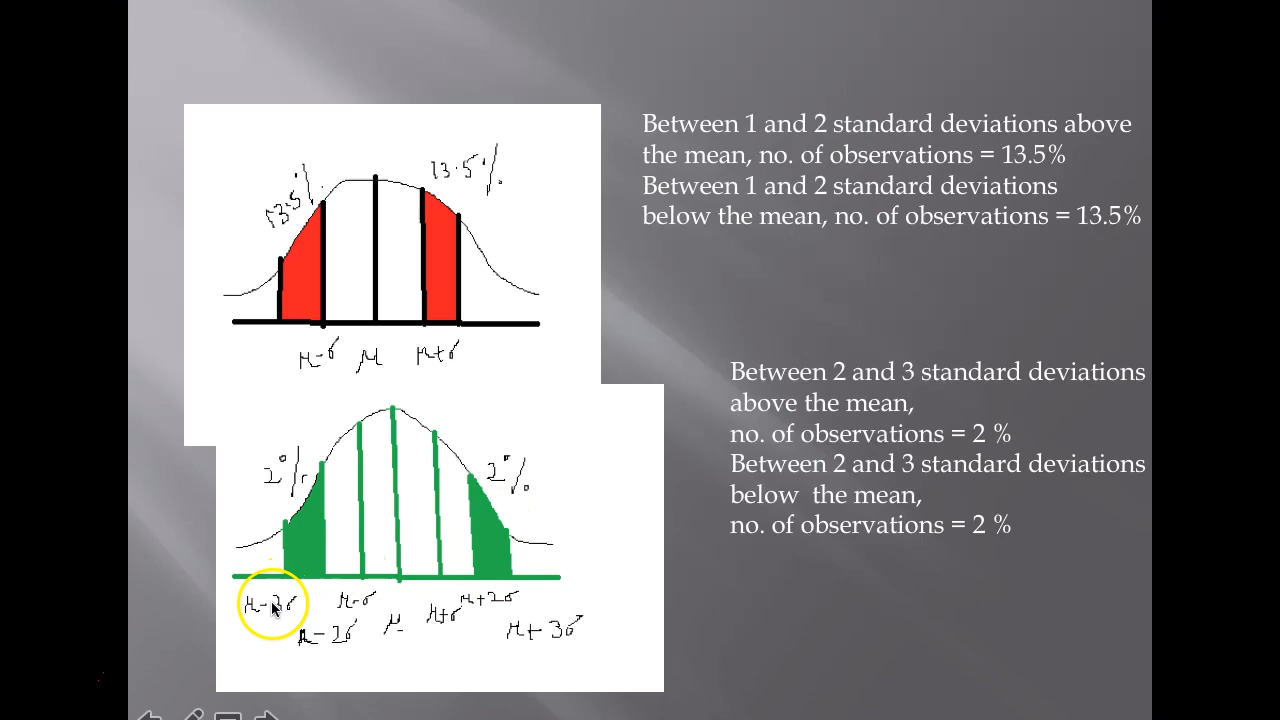 13.5%
13.5%
μ-σ μ μ+σ
Between 1 and 2 standard deviations above
the mean, no. of observations = 13.5%
Between 1 and 2 standard deviations
below the mean, no. of observations = 13.5%
2%
2%
μ-3σ μ-σ μ+σ μ+2σ
μ-2σ μ μ+3σ
Between 2 and 3 standard deviations
above the mean,
no. of observations = 2 %
Between 2 and 3 standard deviations
below the mean,
no. of observations = 2 %